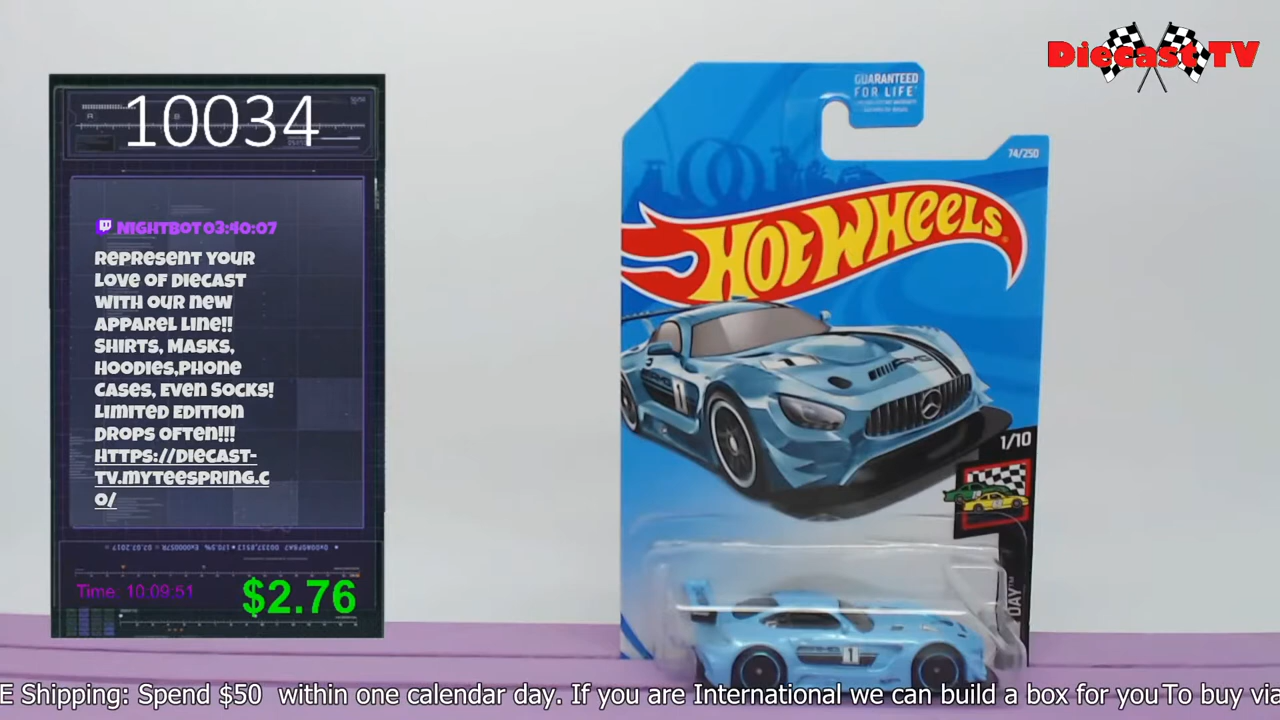 Diecast TV
10034
NIGHTBOT 03:40:07
Represent your
love of diecast
with our new
apparel line!!
Shirts, Masks,
Hoodies,Phone
cases, Even Socks!
Limited Edition
drops often!!!
https://diecast-
tv.myteespring.c
o/
Time: 10:09:51
$2.76
GUARANTEED
FOR LIFE
74/250
HOT WHEELS
AMG
1
1/10
DAY™
1
E Shipping: Spend $50 within one calendar day. If you are International we can build a box for you To buy via